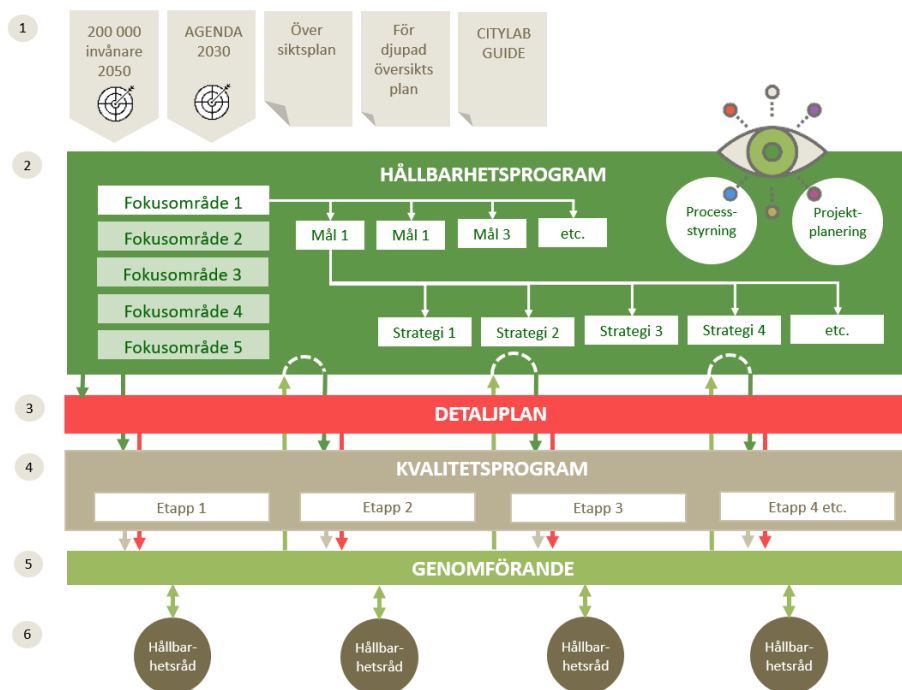 1
200 000
invånare
2050
AGENDA
2030
Över
siktsplan
För
djupad
översikts
plan
CITYLAB
GUIDE
2
HÅLLBARHETSPROGRAM
Fokusområde 1
Fokusområde 2
Fokusområde 3
Fokusområde 4
Fokusområde 5
Mål 1
Mål 1
Mål 3
etc.
Process-
styrning
Projekt-
planering
Strategi 1
Strategi 2
Strategi 3
Strategi 4
etc.
3
DETALJPLAN
4
KVALITETSPROGRAM
Etapp 1
Etapp 2
Etapp 3
Etapp 4 etc.
5
GENOMFÖRANDE
6
Hållbar-
hetsråd
Hållbar-
hetsråd
Hållbar-
hetsråd
Hållbar-
hetsråd